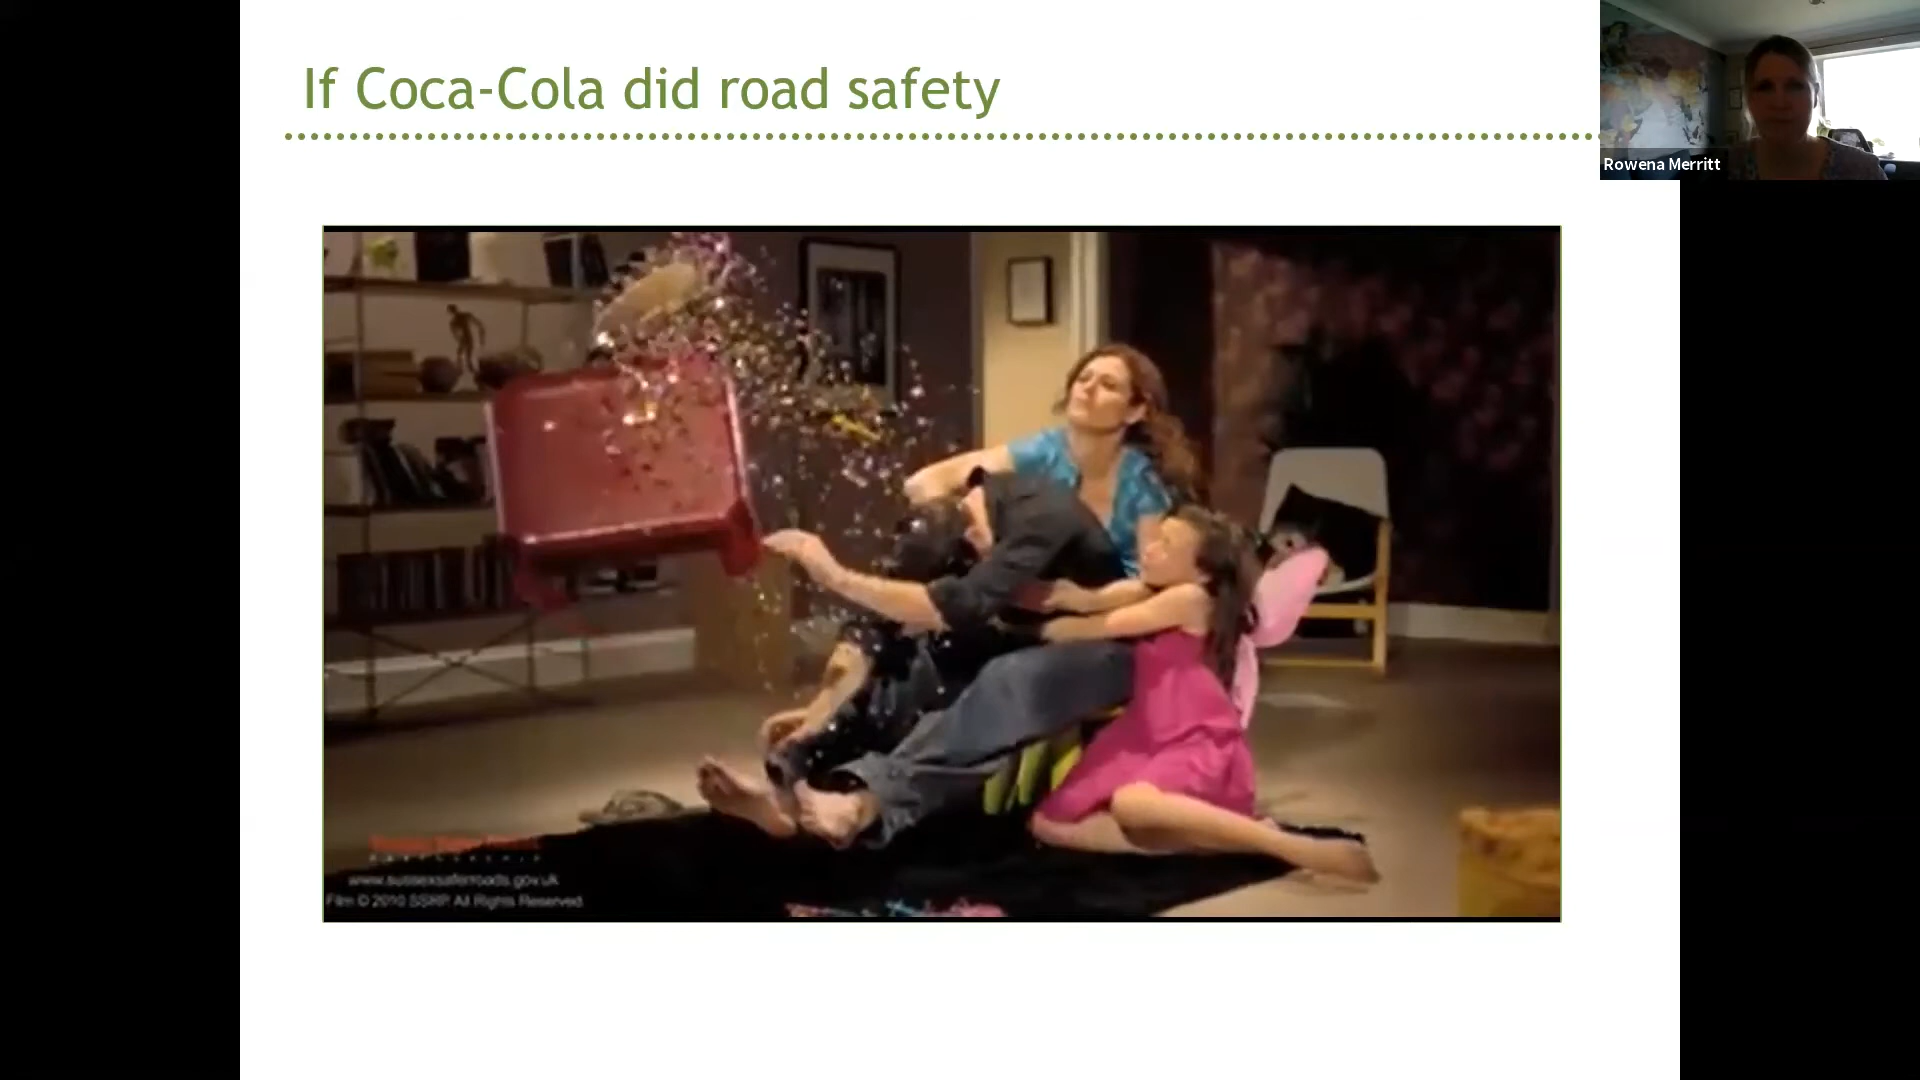 If Coca-Cola did road safety
Rowena Merritt
www.sussexsaferroads.gov.uk
Film © 2010 SSRP. All Rights Reserved